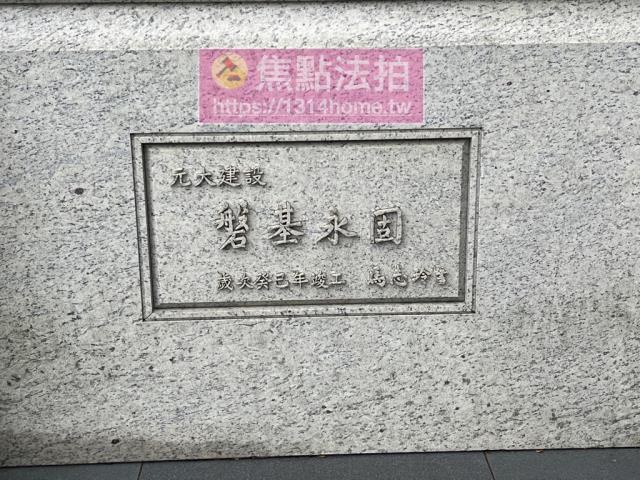 焦點法拍
https://1314home.tw
元大建設
磐基永固
歲次癸巳年竣工 馬志玲